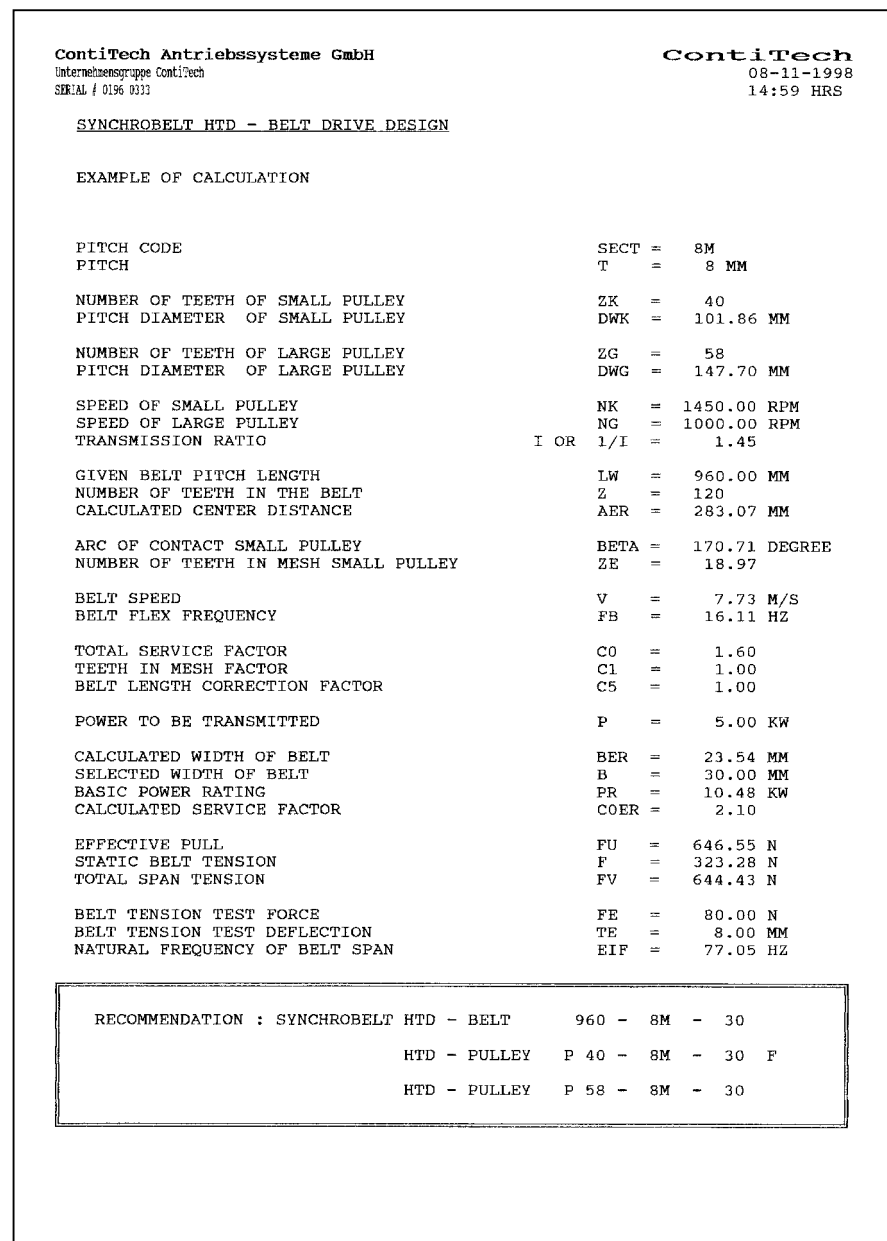 ContiTech Antriebssysteme GmbH ContiTech
Unternehmensgruppe ContiTech 08-11-1998
SERIAL # 0196 0333 14:59 HRS
SYNCHROBELT HTD - BELT DRIVE DESIGN
EXAMPLE OF CALCULATION
PITCH CODE SECT = 8M
PITCH T = 8 MM
NUMBER OF TEETH OF SMALL PULLEY ZK = 40
PITCH DIAMETER OF SMALL PULLEY DWK = 101.86 MM
NUMBER OF TEETH OF LARGE PULLEY ZG = 58
PITCH DIAMETER OF LARGE PULLEY DWG = 147.70 MM
SPEED OF SMALL PULLEY NK = 1450.00 RPM
SPEED OF LARGE PULLEY NG = 1000.00 RPM
TRANSMISSION RATIO I OR 1/I = 1.45
GIVEN BELT PITCH LENGTH LW = 960.00 MM
NUMBER OF TEETH IN THE BELT Z = 120
CALCULATED CENTER DISTANCE AER = 283.07 MM
ARC OF CONTACT SMALL PULLEY BETA = 170.71 DEGREE
NUMBER OF TEETH IN MESH SMALL PULLEY ZE = 18.97
BELT SPEED V = 7.73 M/S
BELT FLEX FREQUENCY FB = 16.11 HZ
TOTAL SERVICE FACTOR C0 = 1.60
TEETH IN MESH FACTOR C1 = 1.00
BELT LENGTH CORRECTION FACTOR C5 = 1.00
POWER TO BE TRANSMITTED P = 5.00 KW
CALCULATED WIDTH OF BELT BER = 23.54 MM
SELECTED WIDTH OF BELT B = 30.00 MM
BASIC POWER RATING PR = 10.48 KW
CALCULATED SERVICE FACTOR C0ER = 2.10
EFFECTIVE PULL FU = 646.55 N
STATIC BELT TENSION F = 323.28 N
TOTAL SPAN TENSION FV = 644.43 N
BELT TENSION TEST FORCE FE = 80.00 N
BELT TENSION TEST DEFLECTION TE = 8.00 MM
NATURAL FREQUENCY OF BELT SPAN EIF = 77.05 HZ
RECOMMENDATION : SYNCHROBELT HTD - BELT 960 - 8M - 30
HTD - PULLEY P 40 - 8M - 30 F
HTD - PULLEY P 58 - 8M - 30